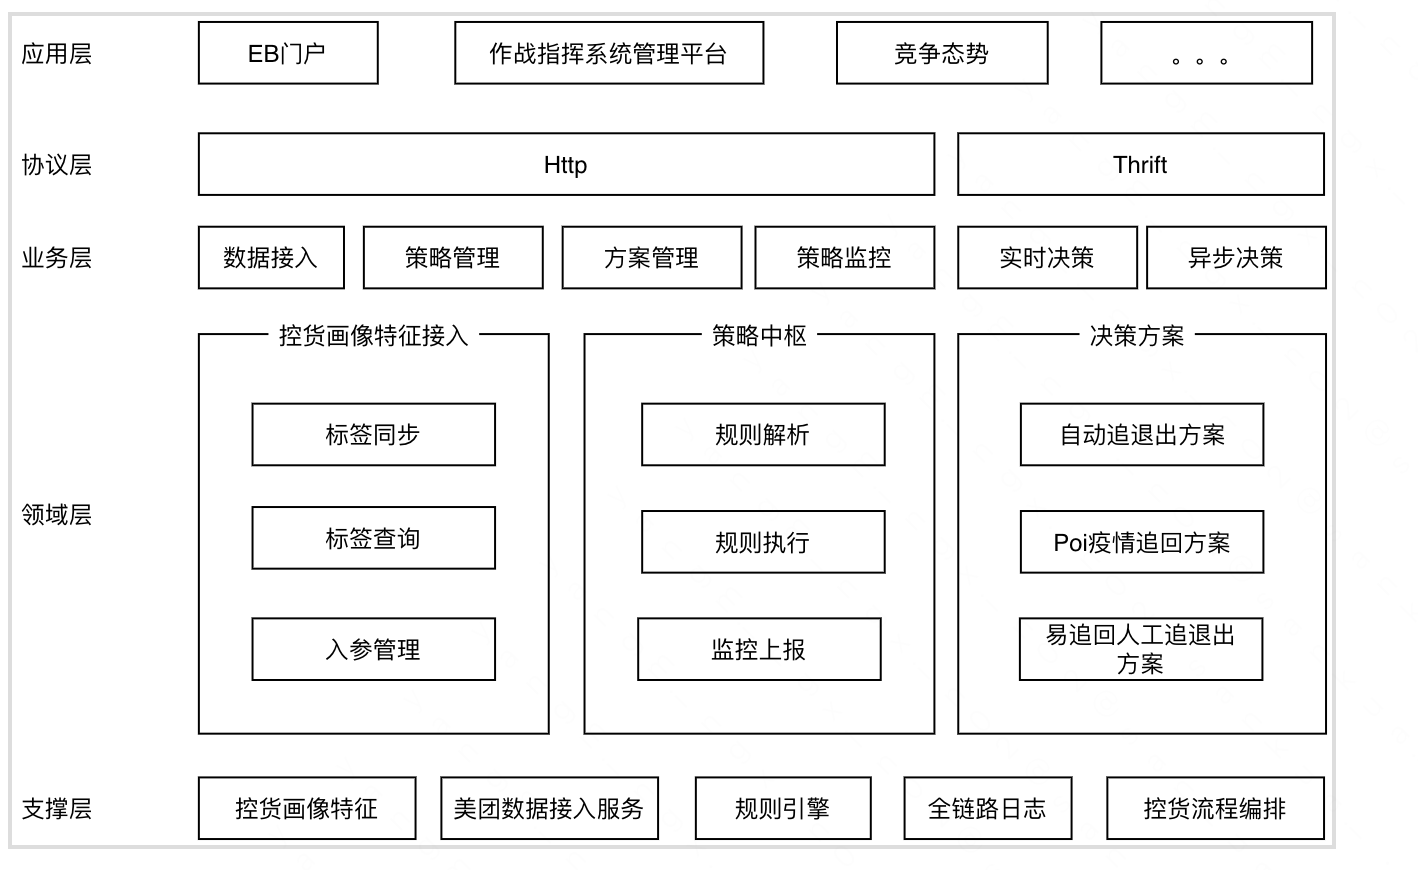 应用层
EB门户
作战指挥系统管理平台
竞争态势
。。。
协议层
Http
Thrift
业务层
数据接入
策略管理
方案管理
策略监控
实时决策
异步决策
领域层
控货画像特征接入
标签同步
标签查询
入参管理
策略中枢
规则解析
规则执行
监控上报
决策方案
自动追退出方案
Poi疫情追回方案
易追回人工追退出
方案
支撑层
控货画像特征
美团数据接入服务
规则引擎
全链路日志
控货流程编排